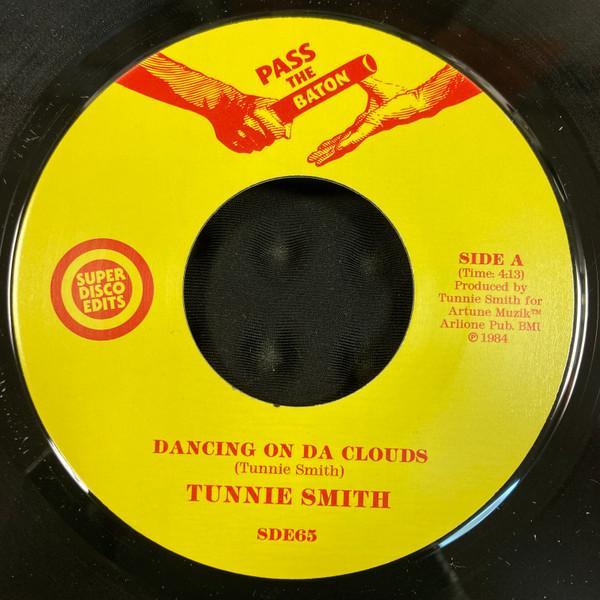 PASS
THE
BATON
SUPER
DISCO
EDITS
SIDE A
(Time: 4:13)
Produced by
Tunnie Smith for
Artune Muzik™
Arlione Pub. BMI
℗ 1984
DANCING ON DA CLOUDS
(Tunnie Smith)
TUNNIE SMITH
SDE65